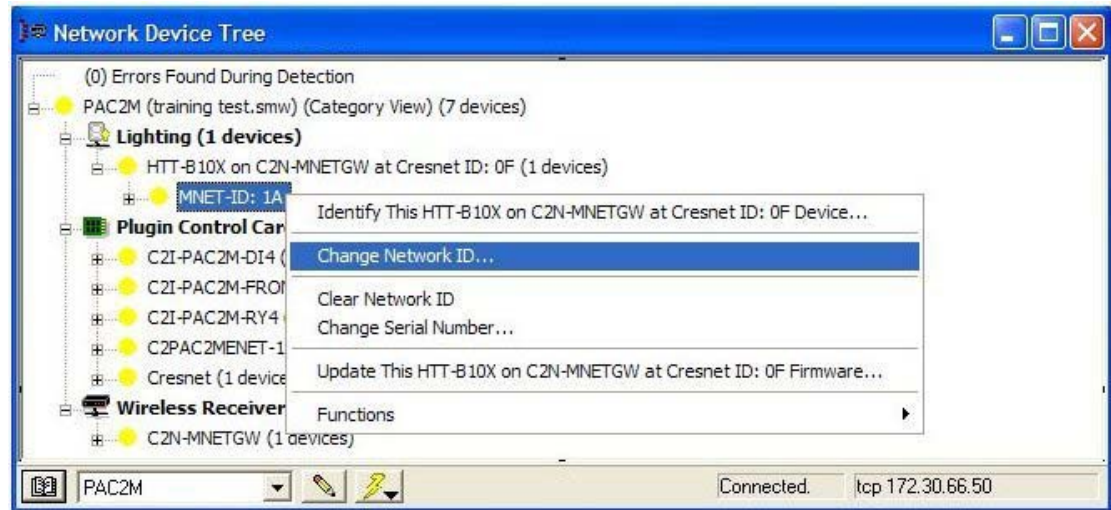 Network Device Tree
(0) Errors Found During Detection
PAC2M (training test.smw) (Category View) (7 devices)
Lighting (1 devices)
HTT-B10X on C2N-MNETGW at Cresnet ID: 0F (1 devices)
MNET-ID: 1A
Identify This HTT-B10X on C2N-MNETGW at Cresnet ID: 0F Device...
Plugin Control Car
Change Network ID...
C2I-PAC2M-DI4 (
C2I-PAC2M-FRON
Clear Network ID
C2I-PAC2M-RY4
Change Serial Number...
C2PAC2MENET-1
Update This HTT-B10X on C2N-MNETGW at Cresnet ID: 0F Firmware...
Cresnet (1 device
Wireless Receiver
Functions
C2N-MNETGW (1 devices)
PAC2M
Connected.
tcp 172.30.66.50